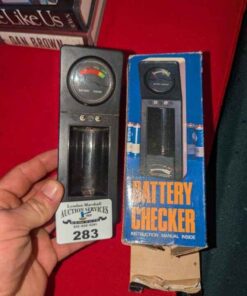 Like Us
DAN BROWN
London-Marshall
AUCTION SERVICES
283
BATTERY
CHECKER
INSTRUCTION MANUAL INSIDE